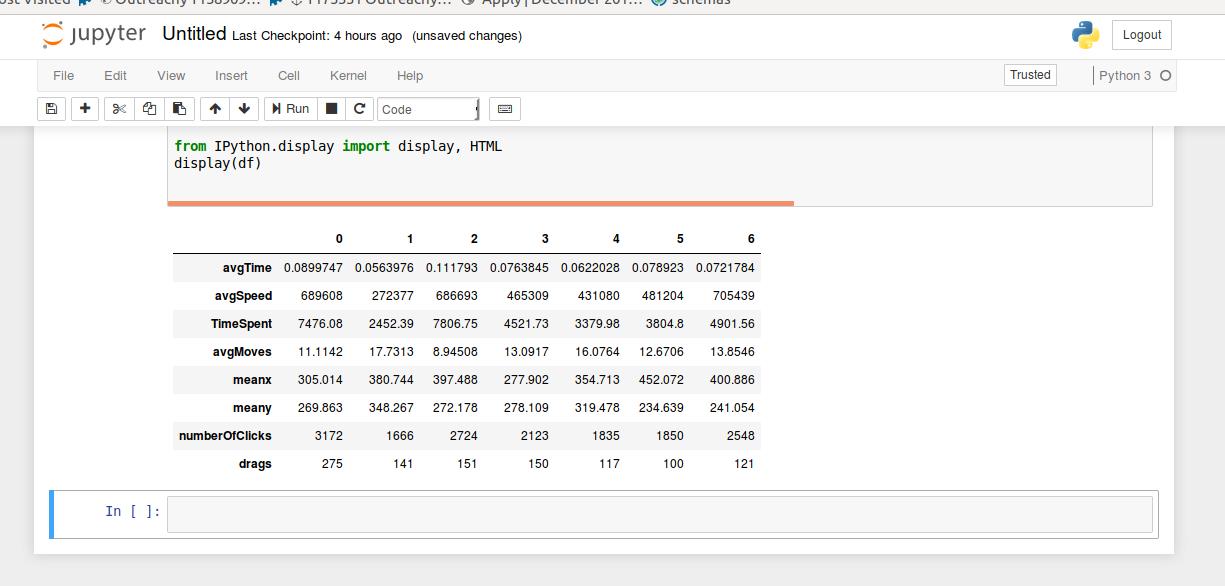 Outreachy
Outreachy... Apply | December 201... schemas
jupyter Untitled Last Checkpoint: 4 hours ago (unsaved changes) Logout
File Edit View Insert Cell Kernel Help Trusted Python 3
Run Code
from IPython.display import display, HTML
display(df)
0 1 2 3 4 5 6
avgTime 0.0899747 0.0563976 0.111793 0.0763845 0.0622028 0.078923 0.0721784
avgSpeed 689608 272377 686693 465309 431080 481204 705439
TimeSpent 7476.08 2452.39 7806.75 4521.73 3379.98 3804.8 4901.56
avgMoves 11.1142 17.7313 8.94508 13.0917 16.0764 12.6706 13.8546
meanx 305.014 380.744 397.488 277.902 354.713 452.072 400.886
meany 269.863 348.267 272.178 278.109 319.478 234.639 241.054
numberOfClicks 3172 1666 2724 2123 1835 1850 2548
drags 275 141 151 150 117 100 121
In [ ]: